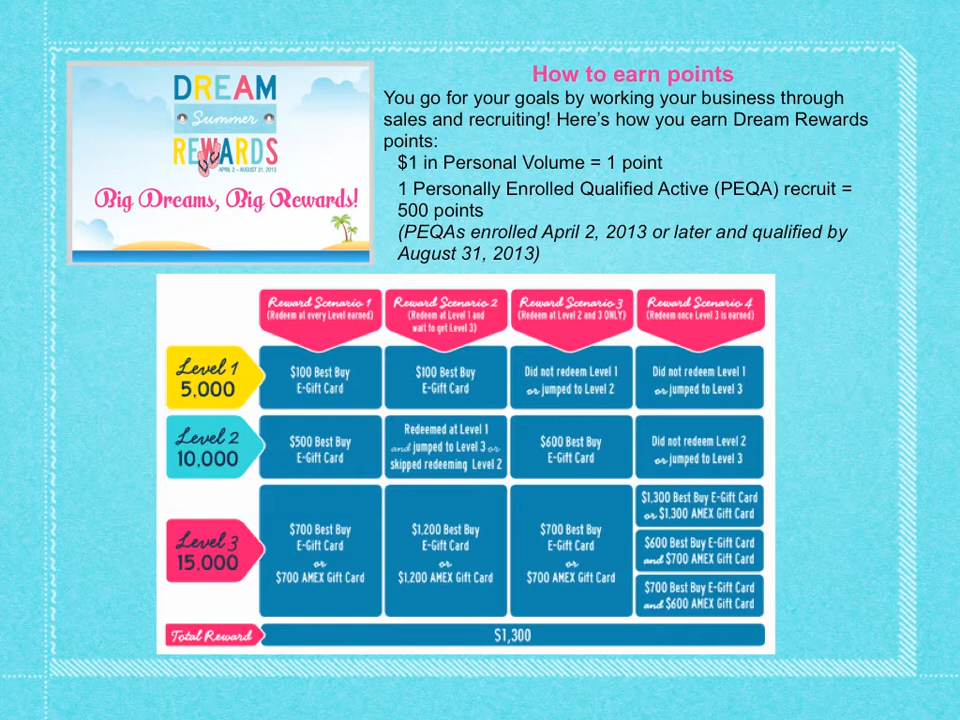 DREAM
Summer
REWARDS
APRIL 2 – AUGUST 31, 2013
Big Dreams, Big Rewards!
How to earn points
You go for your goals by working your business through
sales and recruiting! Here's how you earn Dream Rewards
points:
$1 in Personal Volume = 1 point
1 Personally Enrolled Qualified Active (PEQA) recruit =
500 points
(PEQAs enrolled April 2, 2013 or later and qualified by
August 31, 2013)
Reward Scenario 1
(Redeem at every Level earned)
Reward Scenario 2
(Redeem at Level 1 and
wait to get Level 3)
Reward Scenario 3
(Redeem at Level 2 and 3 ONLY)
Reward Scenario 4
(Redeem once Level 3 is earned)
Level 1
5,000
$100 Best Buy
E-Gift Card
$100 Best Buy
E-Gift Card
Did not redeem Level 1
or jumped to Level 2
Did not redeem Level 1
or jumped to Level 3
Level 2
10,000
$500 Best Buy
E-Gift Card
Redeemed at Level 1
and jumped to Level 3 or
skipped redeeming Level 2
$600 Best Buy
E-Gift Card
Did not redeem Level 2
or jumped to Level 3
Level 3
15,000
$700 Best Buy
E-Gift Card
or
$700 AMEX Gift Card
$1,200 Best Buy
E-Gift Card
or
$1,200 AMEX Gift Card
$700 Best Buy
E-Gift Card
or
$700 AMEX Gift Card
$1,300 Best Buy E-Gift Card
or $1,300 AMEX Gift Card
$600 Best Buy E-Gift Card
and $700 AMEX Gift Card
$700 Best Buy E-Gift Card
and $600 AMEX Gift Card
Total Reward
$1,300